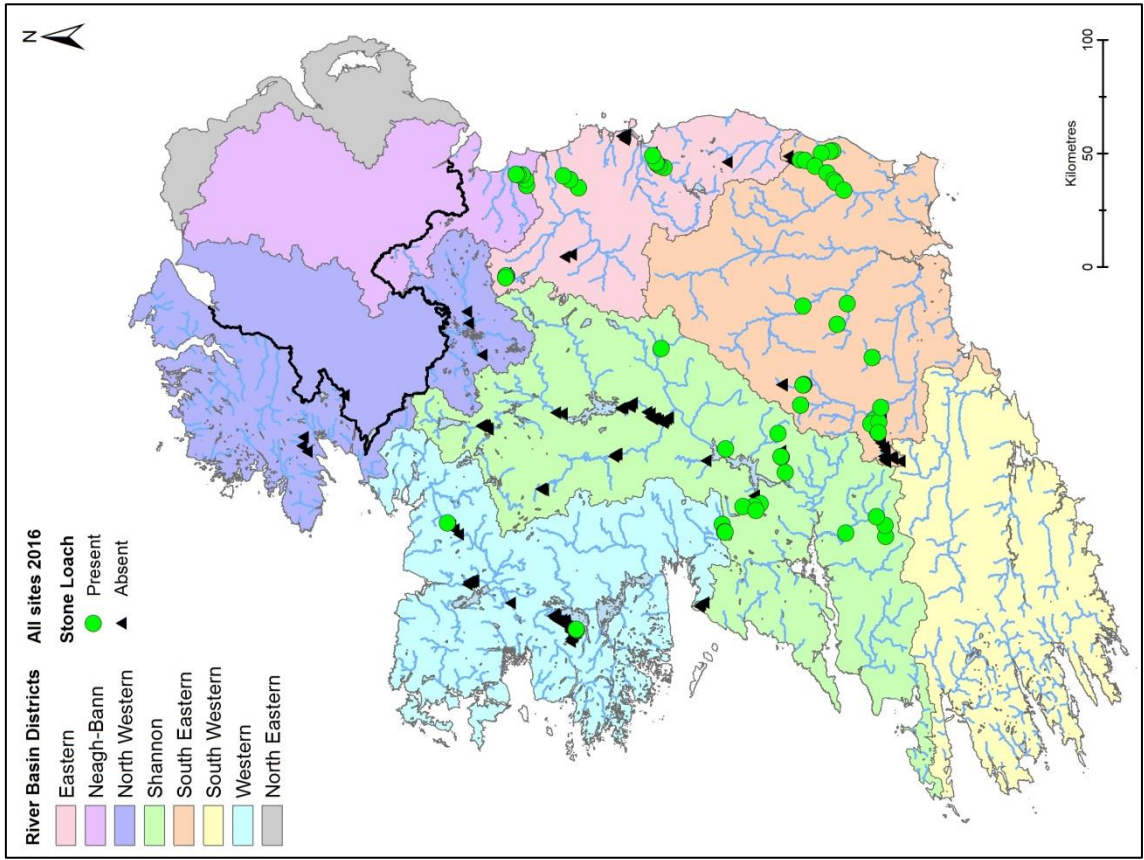 River Basin Districts
Eastern
Neagh-Bann
North Western
Shannon
South Eastern
South Western
Western
North Eastern
All sites 2016
Stone Loach
Present
Absent
N
Kilometres
0 50 100